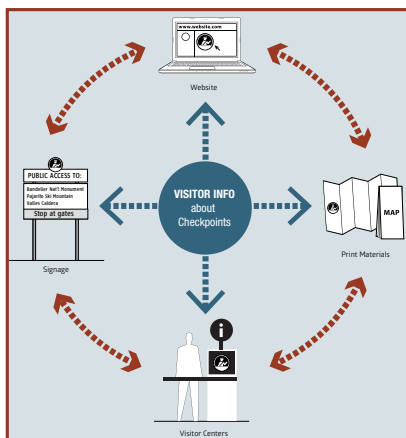 www.website.com
Website
PUBLIC ACCESS TO:
Bandelier Nat'l Monument
Pajarito Ski Mountain
Valles Caldera
Stop at gates
Signage
VISITOR INFO
about
Checkpoints
MAP
Print Materials
i
Visitor Centers